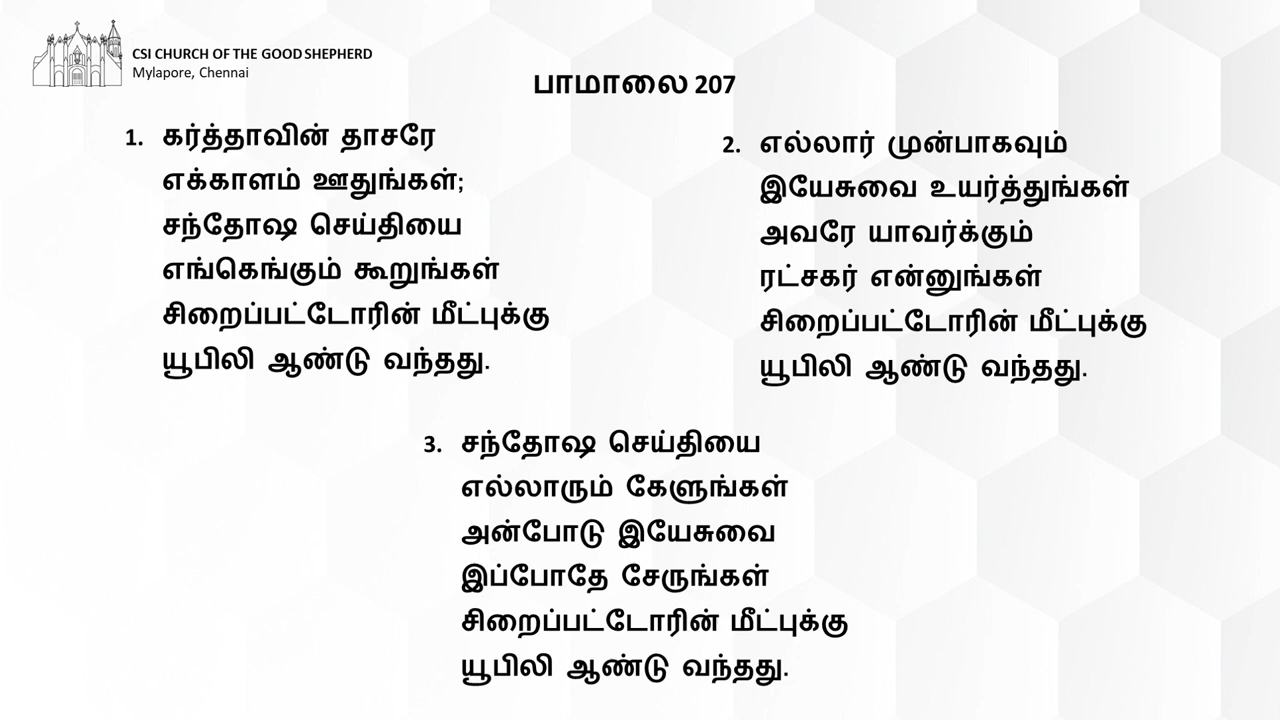 CSI CHURCH OF THE GOOD SHEPHERD
Mylapore, Chennai
பாமாலை 207
1. கர்த்தாவின் தாசரே
எக்காளம் ஊதுங்கள்;
சந்தோஷ செய்தியை
எங்கெங்கும் கூறுங்கள்
சிறைப்பட்டோரின் மீட்புக்கு
யூபிலி ஆண்டு வந்தது.
2. எல்லார் முன்பாகவும்
இயேசுவை உயர்த்துங்கள்
அவரே யாவர்க்கும்
ரட்சகர் என்னுங்கள்
சிறைப்பட்டோரின் மீட்புக்கு
யூபிலி ஆண்டு வந்தது.
3. சந்தோஷ செய்தியை
எல்லாரும் கேளுங்கள்
அன்போடு இயேசுவை
இப்போதே சேருங்கள்
சிறைப்பட்டோரின் மீட்புக்கு
யூபிலி ஆண்டு வந்தது.